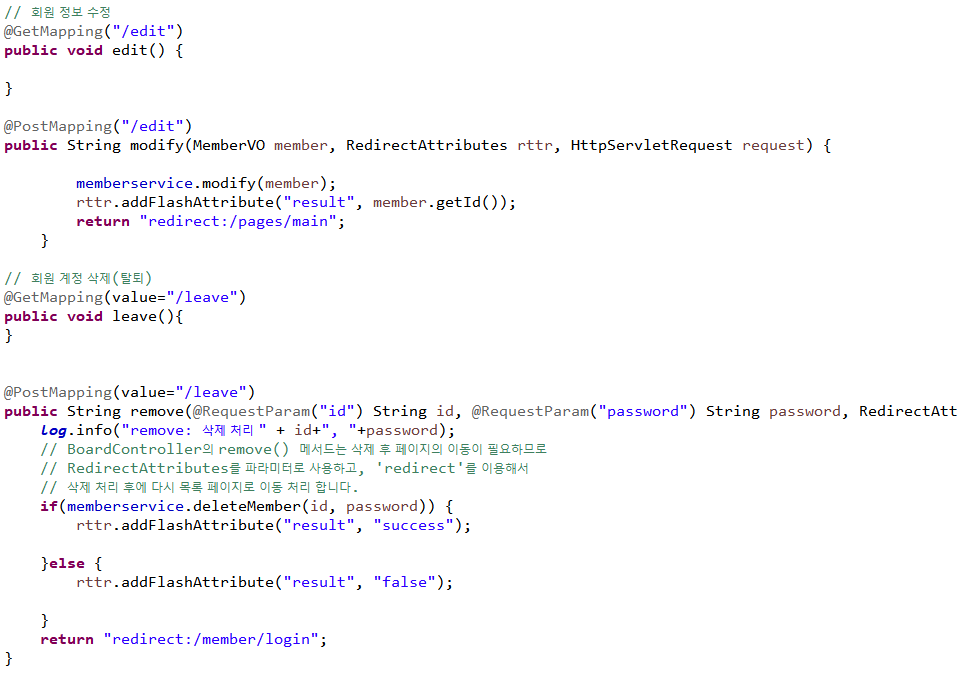 // 회원 정보 수정
@GetMapping("/edit")
public void edit() {
}
@PostMapping("/edit")
public String modify(MemberVO member, RedirectAttributes rttr, HttpServletRequest request) {
memberservice.modify(member);
rttr.addFlashAttribute("result", member.getId());
return "redirect:/pages/main";
}
// 회원 계정 삭제(탈퇴)
@GetMapping(value="/leave")
public void leave(){
}
@PostMapping(value="/leave")
public String remove(@RequestParam("id") String id, @RequestParam("password") String password, RedirectAtt
log.info("remove: 삭제 처리 " + id+", "+password);
// BoardController의 remove() 메서드는 삭제 후 페이지의 이동이 필요하므로
// RedirectAttributes를 파라미터로 사용하고, 'redirect'를 이용해서
// 삭제 처리 후에 다시 목록 페이지로 이동 처리 합니다.
if(memberservice.deleteMember(id, password)) {
rttr.addFlashAttribute("result", "success");
}else {
rttr.addFlashAttribute("result", "false");
}
return "redirect:/member/login";
}